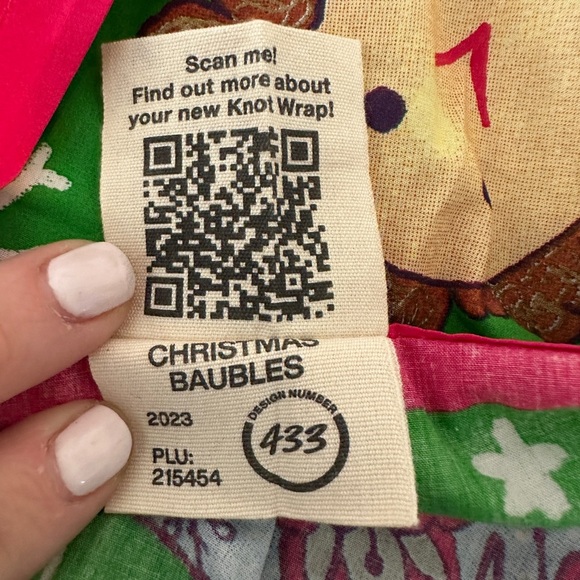 Scan me!
Find out more about
your new Knot Wrap!
CHRISTMAS
BAUBLES
2023
PLU:
215454
DESIGN NUMBER
433